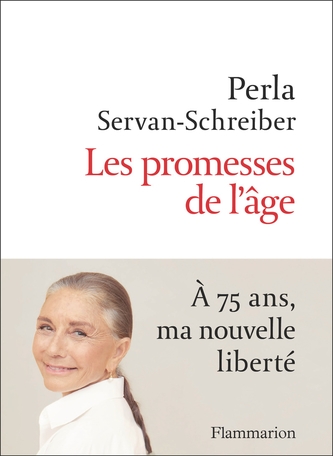 Perla
Servan-Schreiber
Les promesses
de l'âge
À 75 ans,
ma nouvelle
liberté
Flammarion